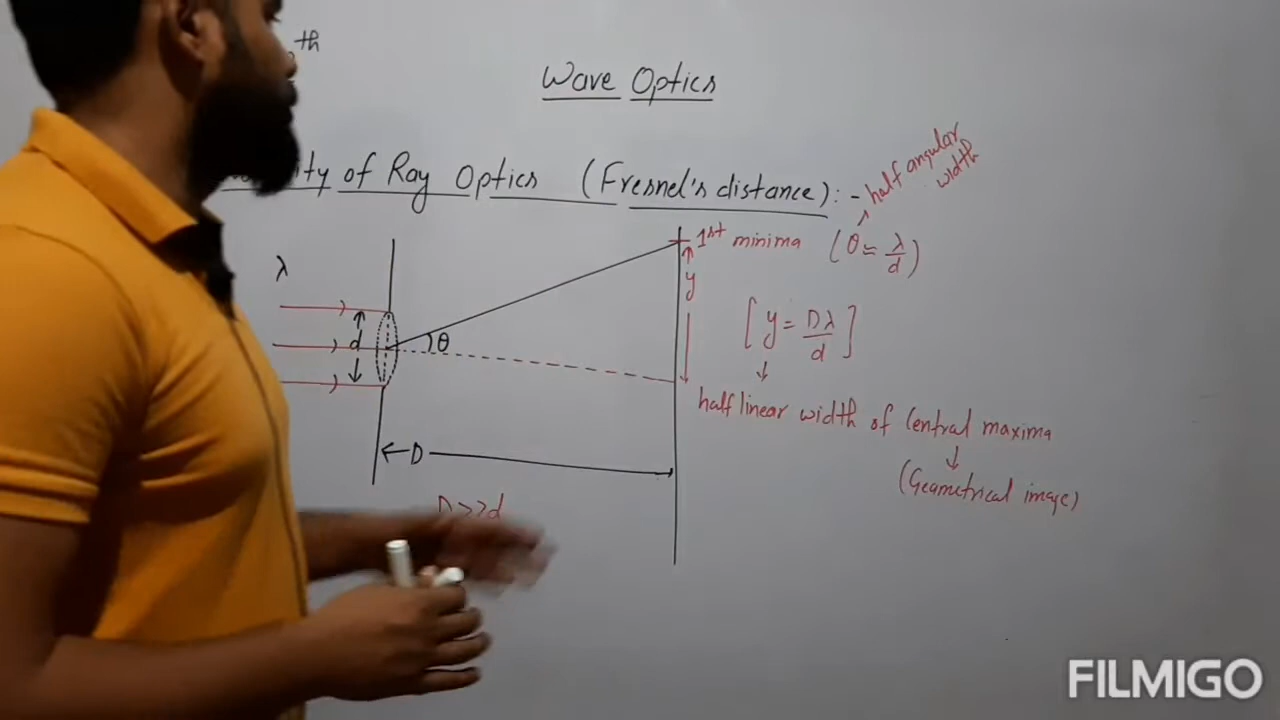 th
Wave Optics
ity of Ray Optics (Fresnel's distance): -
half angular
width
λ
d
θ
1st minima (θ ≈ λ/d)
y
[y = Dλ/d]
half linear width of Central maxima
(Geametrical image)
← D →
D >> d
FILMIGO